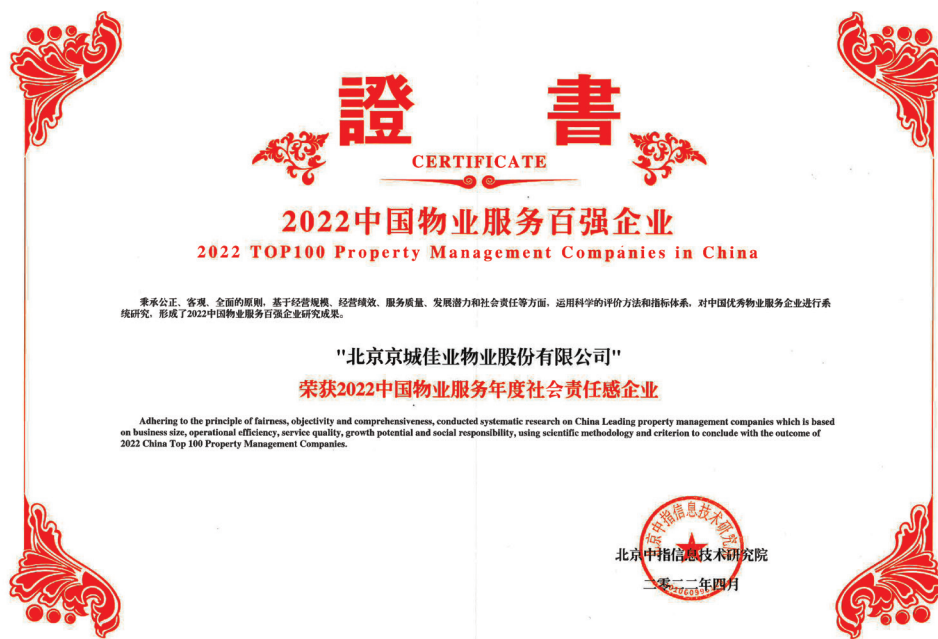 證 書
CERTIFICATE
2022中国物业服务百强企业
2022 TOP100 Property Management Companies in China
秉承公正、客观、全面的原则，基于经营规模、经营绩效、服务质量、发展潜力和社会责任等方面，运用科学的评价方法和指标体系，对中国优秀物业服务企业进行系
统研究，形成了2022中国物业服务百强企业研究成果。
"北京京城佳业物业股份有限公司"
荣获2022中国物业服务年度社会责任感企业
Adhering to the principle of fairness, objectivity and comprehensiveness, conducted systematic research on China Leading property management companies which is based
on business size, operational efficiency, service quality, growth potential and social responsibility, using scientific methodology and criterion to conclude with the outcome of
2022 China Top 100 Property Management Companies.
北京中指信息技术研究院
北京中指信息技术研究院
二零二二年四月